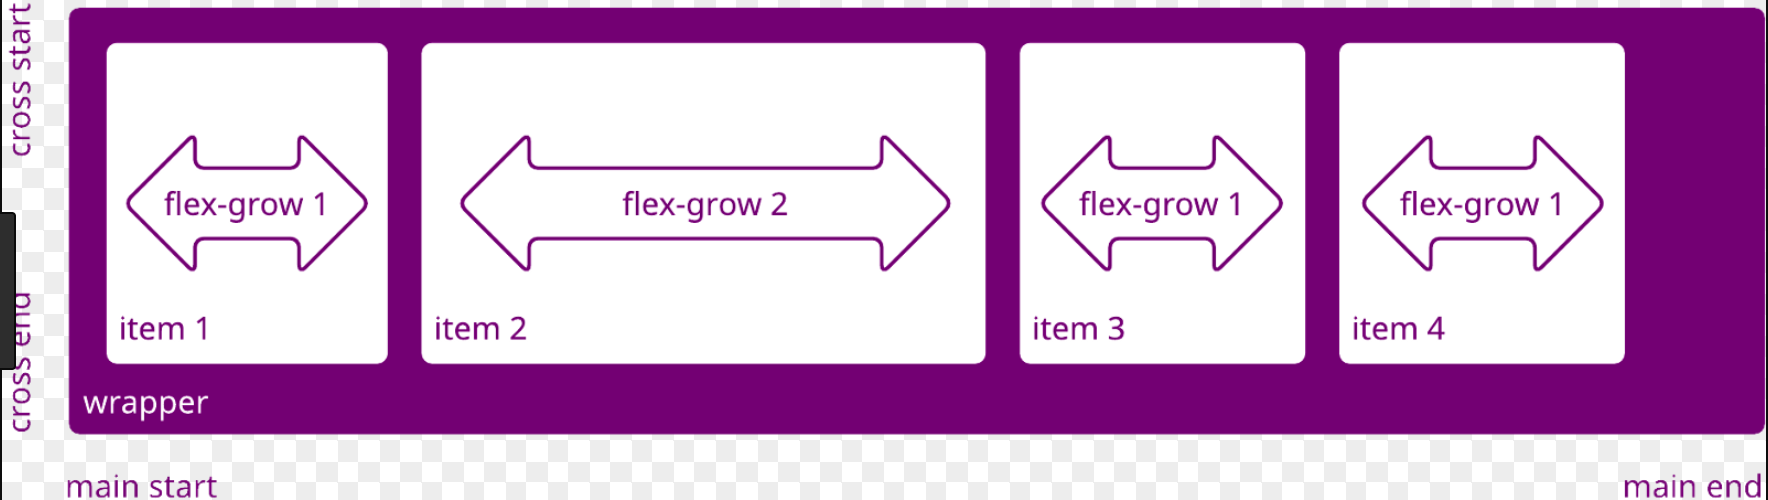 cross start
flex-grow 1
flex-grow 2
flex-grow 1
flex-grow 1
item 1
item 2
item 3
item 4
cross end
wrapper
main start
main end